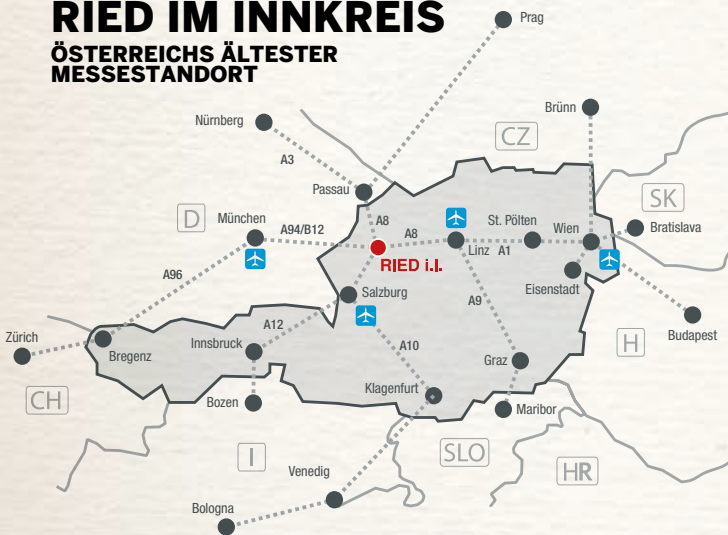 RIED IM INNKREIS
ÖSTERREICHS ÄLTESTER
MESSESTANDORT
Prag
Nürnberg
Brünn
CZ
A3
Passau
SK
D
München
A94/B12
A8
A8
St. Pölten
Wien
Bratislava
Linz
A1
RIED i.I.
A96
Salzburg
Eisenstadt
A9
Zürich
Bregenz
A12
Innsbruck
A10
H
Budapest
Graz
CH
Bozen
Klagenfurt
Maribor
I
SLO
HR
Venedig
Bologna